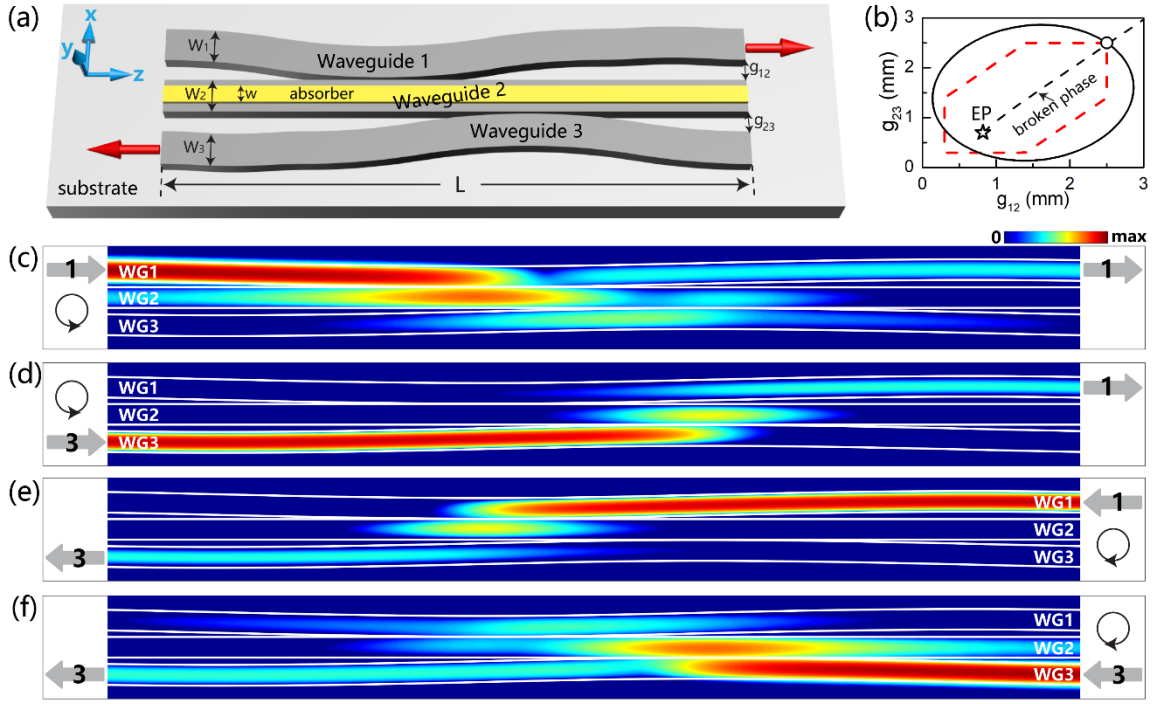 (a)
x
y
z
W1
Waveguide 1
g12
W2
w
absorber
Waveguide 2
g23
W3
Waveguide 3
L
substrate
(b)
g23 (mm)
3
2
1
0
EP
broken phase
0
1
2
3
g12 (mm)
0
max
(c)
1
WG1
WG2
WG3
1
(d)
WG1
1
WG2
3
WG3
(e)
WG1
1
WG2
3
WG3
(f)
WG1
WG2
3
WG3
3